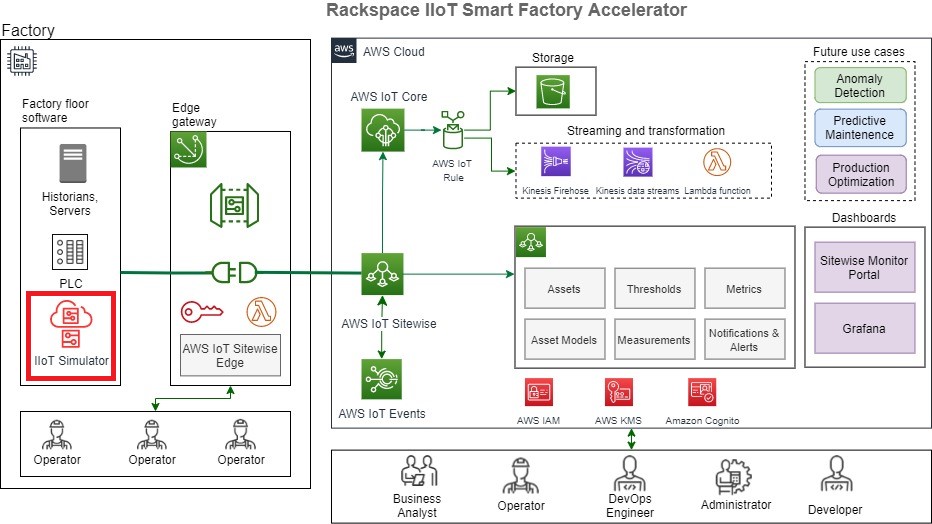 Rackspace IIoT Smart Factory Accelerator
Factory
Factory floor
software
Historians,
Servers
PLC
IIoT Simulator
Edge
gateway
AWS IoT Sitewise
Edge
Operator
Operator
Operator
aws
AWS Cloud
AWS IoT Core
AWS IoT
Rule
Storage
Streaming and transformation
Kinesis Firehose
Kinesis data streams
Lambda function
Future use cases
Anomaly
Detection
Predictive
Maintenence
Production
Optimization
AWS IoT Sitewise
AWS IoT Events
Assets
Thresholds
Metrics
Asset Models
Measurements
Notifications &
Alerts
Dashboards
Sitewise Monitor
Portal
Grafana
AWS IAM
AWS KMS
Amazon Cognito
Business
Analyst
Operator
DevOps
Engineer
Administrator
Developer